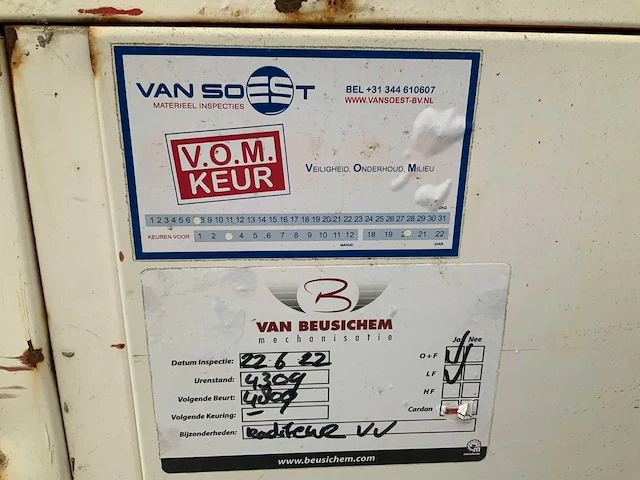 VAN SOEST
MATERIEEL INSPECTIES
BEL +31 344 610607
WWW.VANSOEST-BV.NL
V.O.M.
KEUR
VEILIGHEID, ONDERHOUD, MILIEU
DAG
1 2 3 4 5 6 8 9 10 11 12 13 14 15 16 17 18 19 20 21 22 23 24 25 26 27 28 29 30 31
KEUREN VOOR 1 2 4 5 6 7 8 9 10 11 12 18 19 21 22
MAAND JAAR
B
VAN BEUSICHEM
mechanisatie
Ja Nee
Datum Inspectie: 22.6.22
O+F
Urenstand: 4309
LF
Volgende Beurt:
HF
Volgende Keuring: -
Cardan
Bijzonderheden: VV
www.beusichem.com